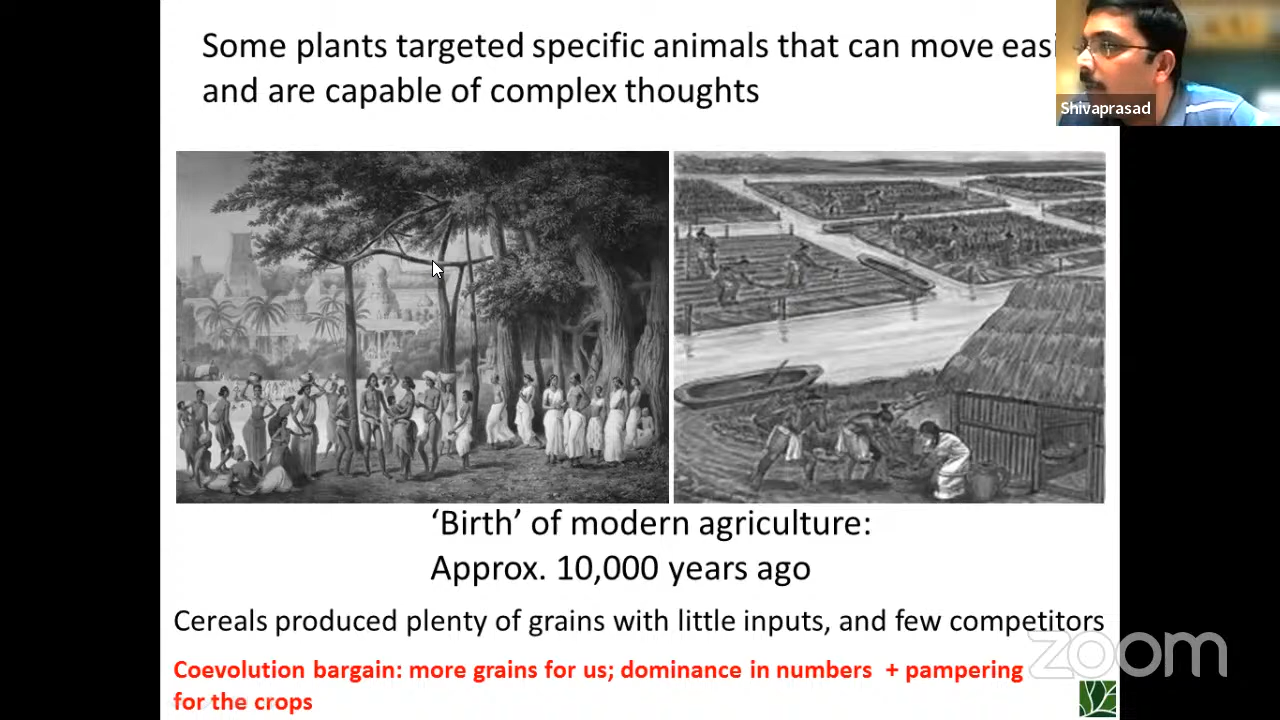 Some plants targeted specific animals that can move easi
and are capable of complex thoughts
Shivaprasad
‘Birth’ of modern agriculture:
Approx. 10,000 years ago
Cereals produced plenty of grains with little inputs, and few competitors
Coevolution bargain: more grains for us; dominance in numbers + pampering
for the crops
zoom